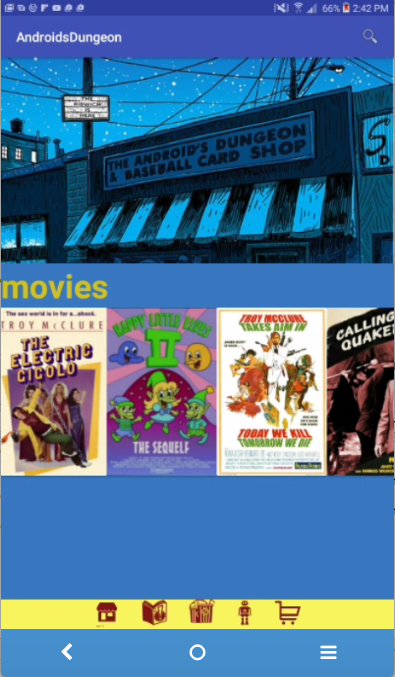 66% 2:42 PM
AndroidsDungeon
THE ANDROID'S DUNGEON
& BASEBALL CARD SHOP
movies
The sex world is in for a...shock.
TROY McCLURE
THE
ELECTRIC
GIGOLO
HAPPY LITTLE ELVES
II
THE SEQUELF
TROY MCCLURE
TAKES AIM IN
TODAY WE KILL
TOMORROW WE DIE
CALLING
QUAKE